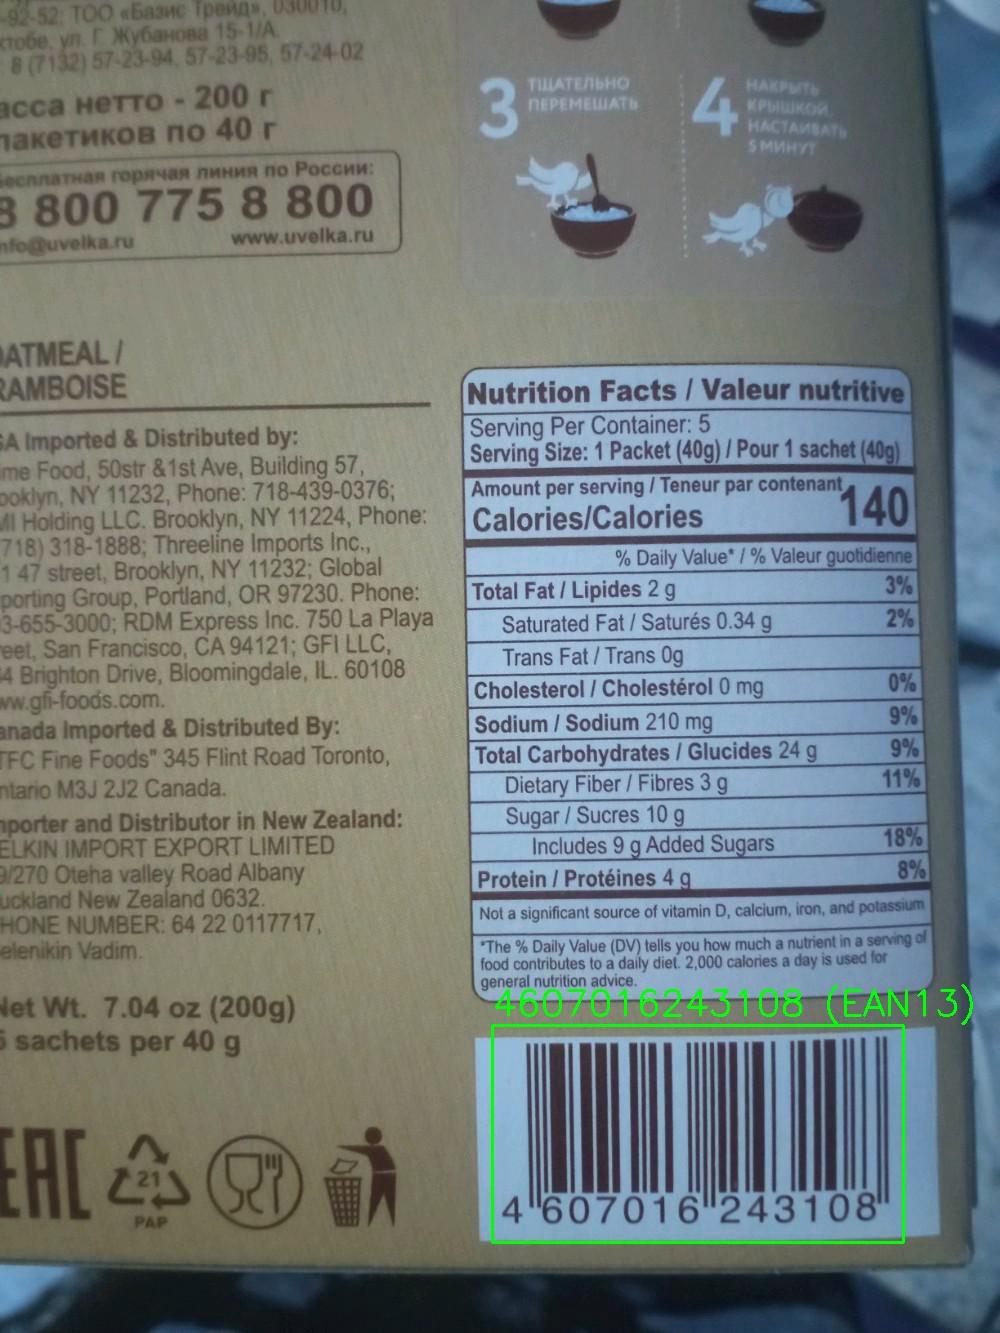 -92-52; ТОО «Базис Трейд», 030010,
ктобе, ул. Г. Жубанова 15-1/А.
: 8 (7132) 57-23-94, 57-23-95, 57-24-02
асса нетто - 200 г
пакетиков по 40 г
Бесплатная горячая линия по России:
8 800 775 8 800
nfo@uvelka.ru www.uvelka.ru
3 ТЩАТЕЛЬНО
ПЕРЕМЕШАТЬ
4 НАКРЫТЬ
КРЫШКОЙ,
НАСТАИВАТЬ
5 МИНУТ
OATMEAL /
RAMBOISE
SA Imported & Distributed by:
me Food, 50str &1st Ave, Building 57,
ooklyn, NY 11232, Phone: 718-439-0376;
MI Holding LLC. Brooklyn, NY 11224, Phone:
718) 318-1888; Threeline Imports Inc.,
1 47 street, Brooklyn, NY 11232; Global
porting Group, Portland, OR 97230. Phone:
3-655-3000; RDM Express Inc. 750 La Playa
reet, San Francisco, CA 94121; GFI LLC,
4 Brighton Drive, Bloomingdale, IL. 60108
ww.gfi-foods.com.
anada Imported & Distributed By:
TFC Fine Foods" 345 Flint Road Toronto,
ntario M3J 2J2 Canada.
mporter and Distributor in New Zealand:
ELKIN IMPORT EXPORT LIMITED
9/270 Oteha valley Road Albany
uckland New Zealand 0632.
HONE NUMBER: 64 22 0117717,
elenikin Vadim.
Net Wt. 7.04 oz (200g)
5 sachets per 40 g
EAC
21
PAP
Nutrition Facts / Valeur nutritive
Serving Per Container: 5
Serving Size: 1 Packet (40g) / Pour 1 sachet (40g)
Amount per serving / Teneur par contenant
Calories/Calories 140
% Daily Value* / % Valeur guotidienne
Total Fat / Lipides 2 g 3%
Saturated Fat / Saturés 0.34 g 2%
Trans Fat / Trans 0g
Cholesterol / Cholestérol 0 mg 0%
Sodium / Sodium 210 mg 9%
Total Carbohydrates / Glucides 24 g 9%
Dietary Fiber / Fibres 3 g 11%
Sugar / Sucres 10 g
Includes 9 g Added Sugars 18%
Protein / Protéines 4 g 8%
Not a significant source of vitamin D, calcium, iron, and potassium
*The % Daily Value (DV) tells you how much a nutrient in a serving of
food contributes to a daily diet. 2,000 calories a day is used for
general nutrition advice.
4607016243108 (EAN13)
4 607016 243108